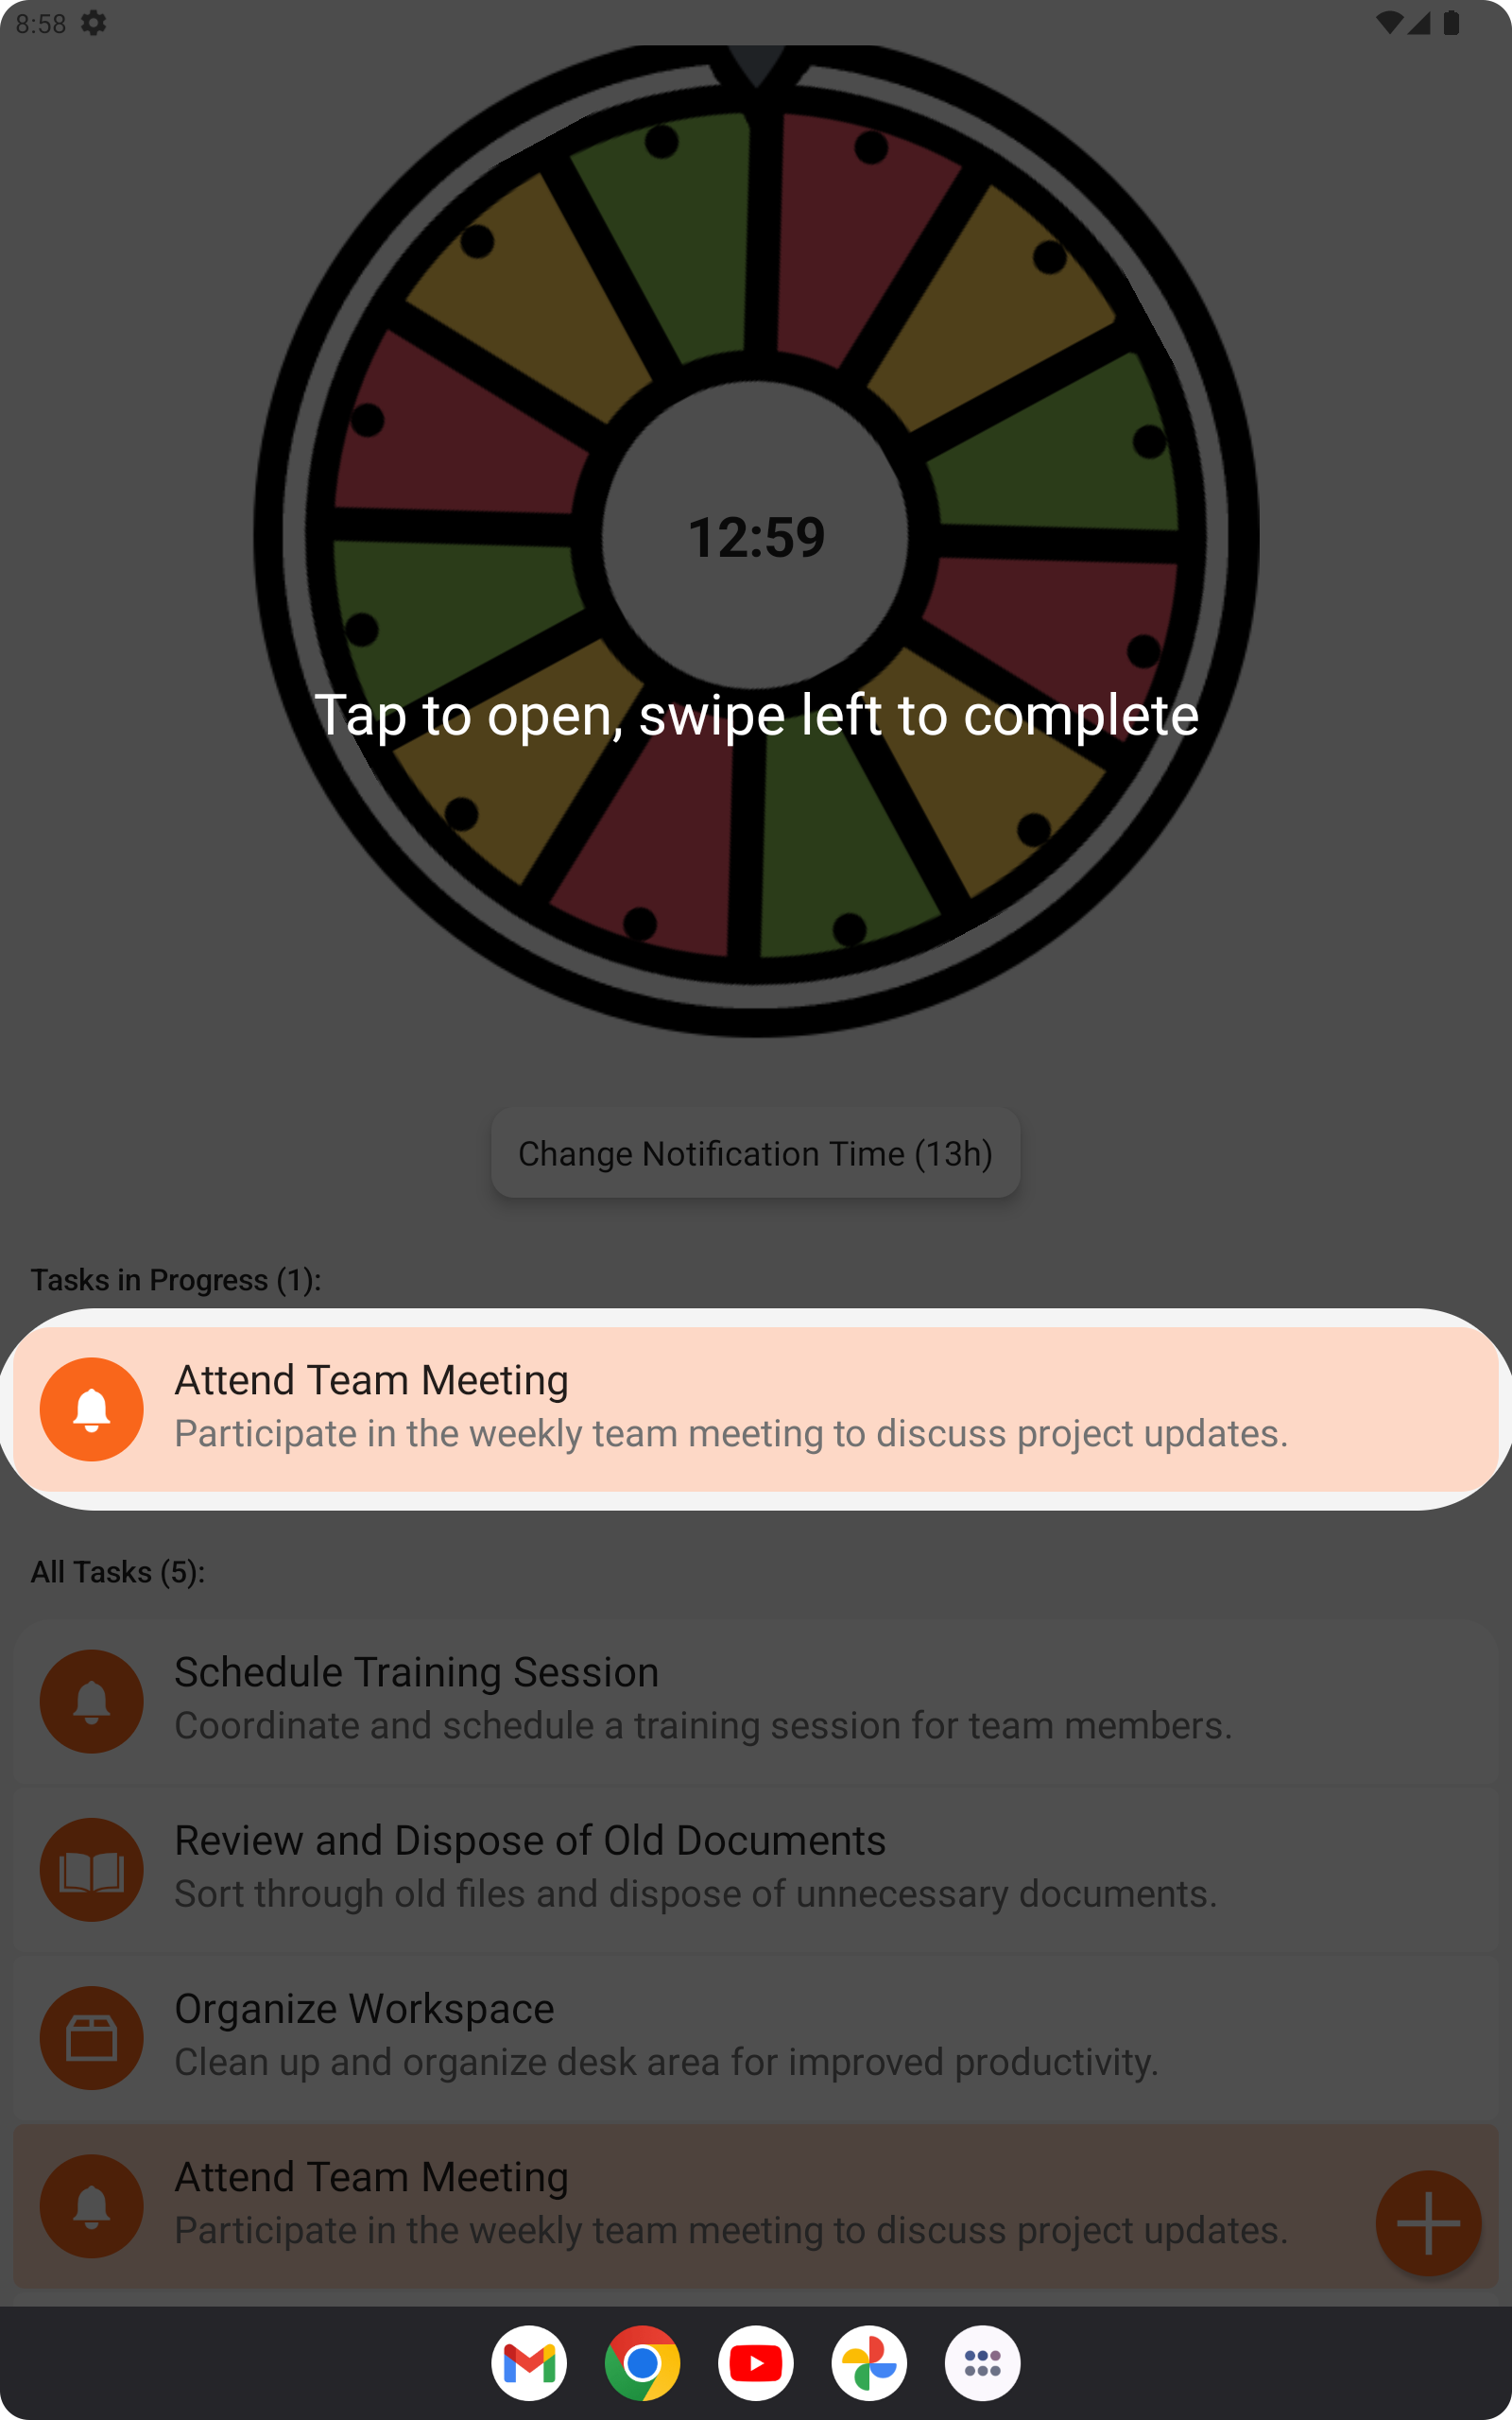 8:58
12:59
Tap to open, swipe left to complete
Change Notification Time (13h)
Tasks in Progress (1):
Attend Team Meeting
Participate in the weekly team meeting to discuss project updates.
All Tasks (5):
Schedule Training Session
Coordinate and schedule a training session for team members.
Review and Dispose of Old Documents
Sort through old files and dispose of unnecessary documents.
Organize Workspace
Clean up and organize desk area for improved productivity.
Attend Team Meeting
Participate in the weekly team meeting to discuss project updates.